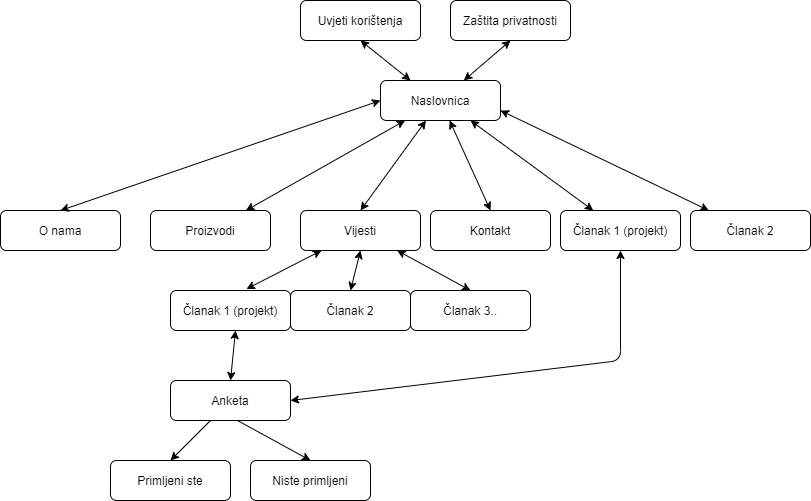 Uvjeti korištenja
Zaštita privatnosti
Naslovnica
O nama
Proizvodi
Vijesti
Kontakt
Članak 1 (projekt)
Članak 2
Članak 1 (projekt)
Članak 2
Članak 3..
Anketa
Primljeni ste
Niste primljeni